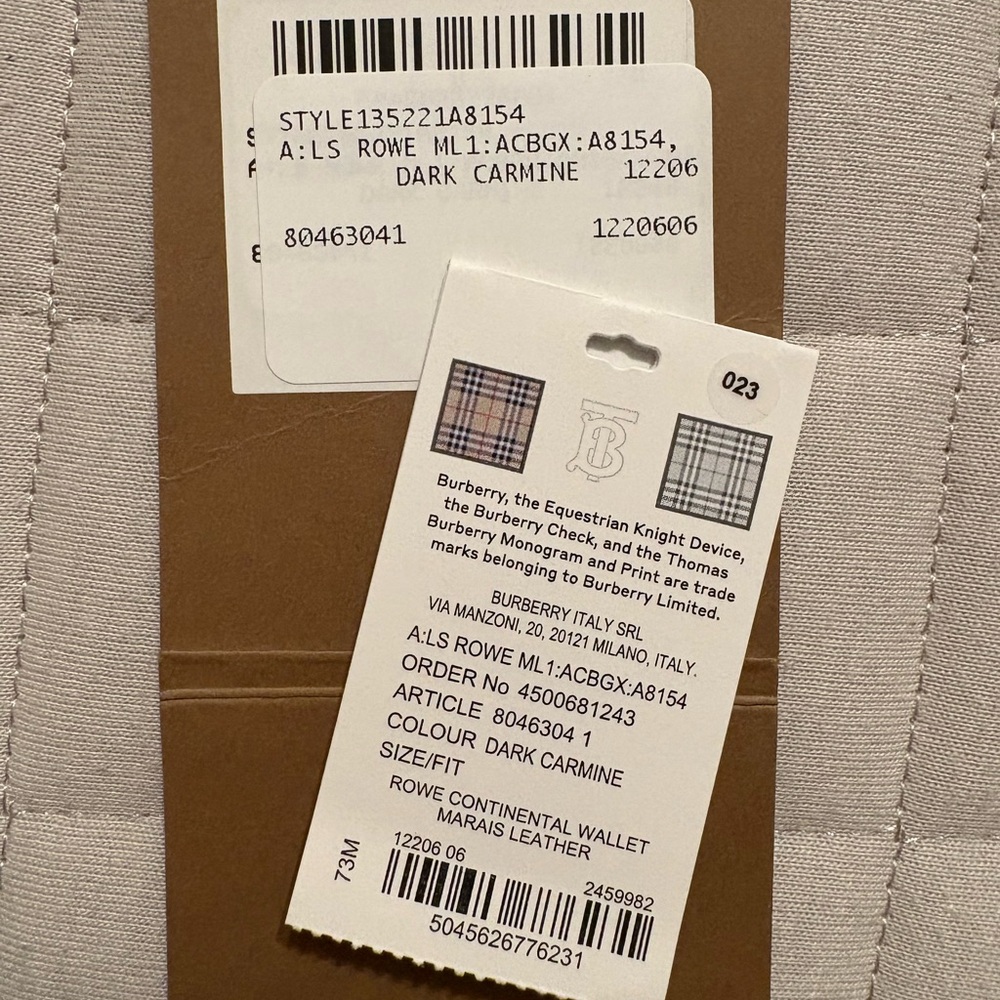 STYLE135221A8154
A:LS ROWE ML1:ACBGX:A8154,
DARK CARMINE 12206
80463041 1220606
023
Burberry, the Equestrian Knight Device,
the Burberry Check, and the Thomas
Burberry Monogram and Print are trade
marks belonging to Burberry Limited.
BURBERRY ITALY SRL
VIA MANZONI, 20, 20121 MILANO, ITALY.
A:LS ROWE ML1:ACBGX:A8154
ORDER No 4500681243
ARTICLE 8046304 1
COLOUR DARK CARMINE
SIZE/FIT
ROWE CONTINENTAL WALLET
MARAIS LEATHER
73M
12206 06
2459982
5045626776231